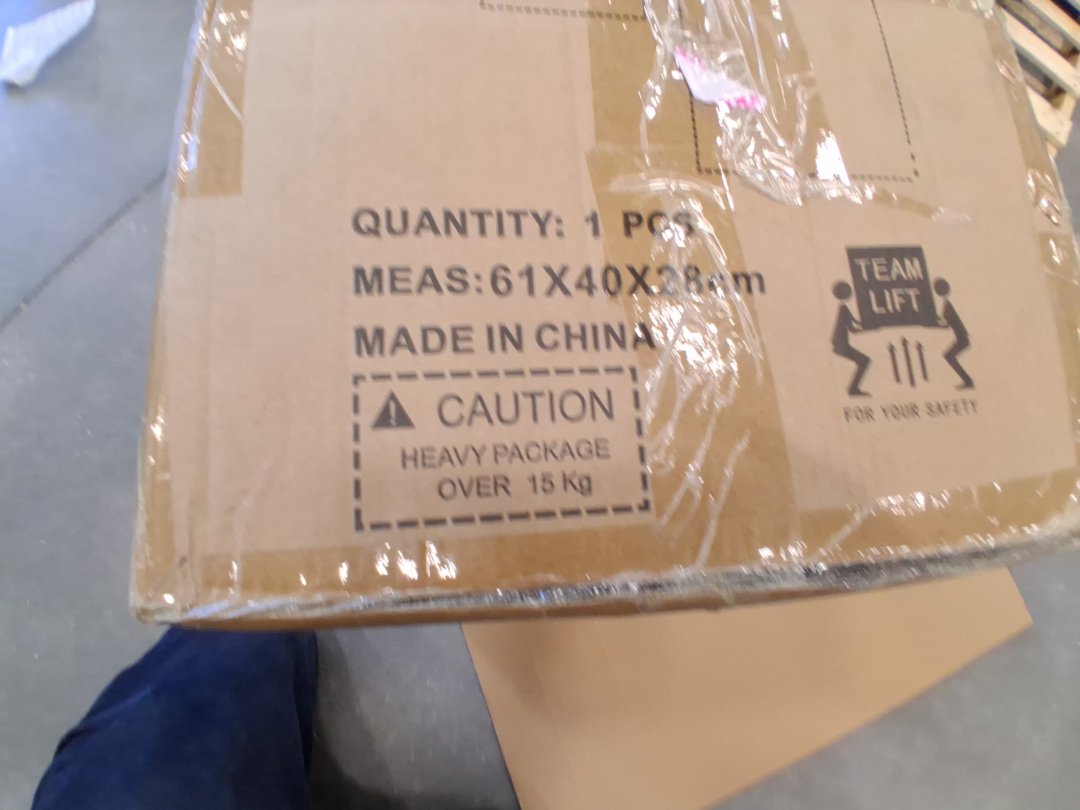 QUANTITY: 1 PCS
MEAS:61X40X28cm
MADE IN CHINA
CAUTION
HEAVY PACKAGE
OVER 15 Kg
TEAM
LIFT
FOR YOUR SAFETY